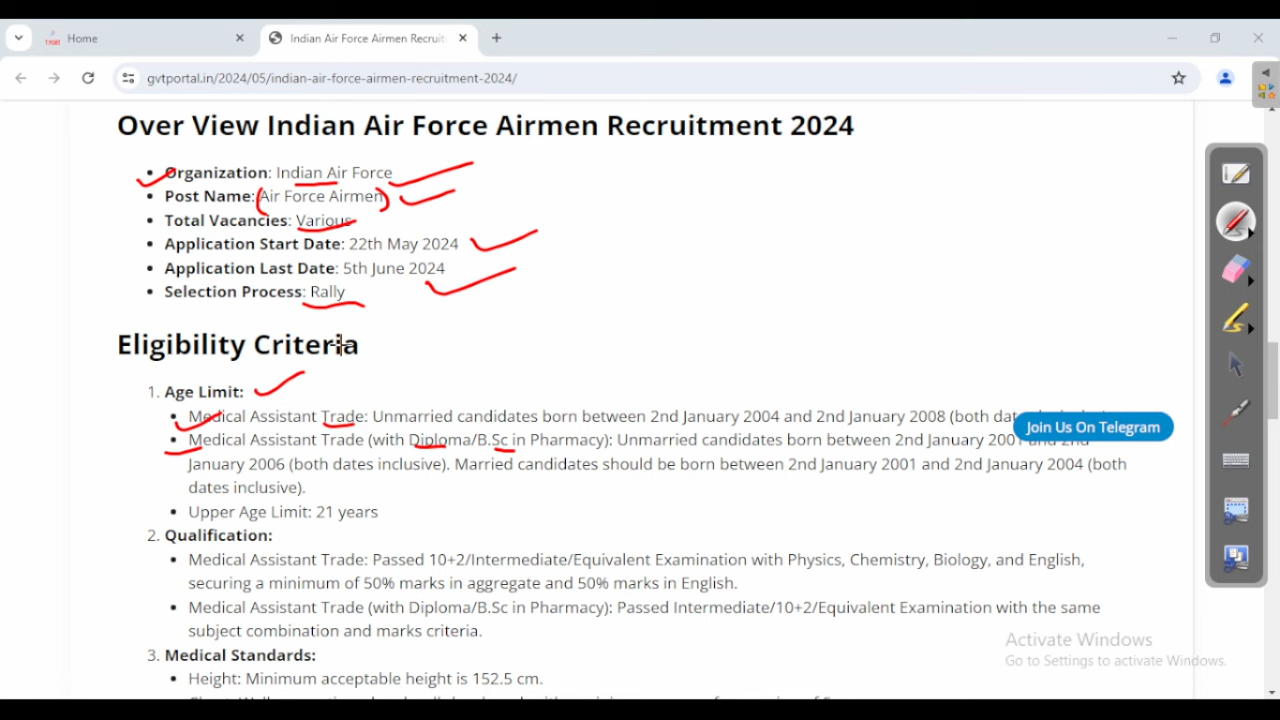 Home
Indian Air Force Airmen Recruit
gvtportal.in/2024/05/indian-air-force-airmen-recruitment-2024/
Over View Indian Air Force Airmen Recruitment 2024
• Organization: Indian Air Force
• Post Name: Air Force Airmen
• Total Vacancies: Various
• Application Start Date: 22th May 2024
• Application Last Date: 5th June 2024
• Selection Process: Rally
Eligibility Criteria
1. Age Limit:
• Medical Assistant Trade: Unmarried candidates born between 2nd January 2004 and 2nd January 2008 (both
• Medical Assistant Trade (with Diploma/B.Sc in Pharmacy): Unmarried candidates born between 2nd January 2001 and 2nd
January 2006 (both dates inclusive). Married candidates should be born between 2nd January 2001 and 2nd January 2004 (both
dates inclusive).
Join Us On Telegram
• Upper Age Limit: 21 years
2. Qualification:
• Medical Assistant Trade: Passed 10+2/Intermediate/Equivalent Examination with Physics, Chemistry, Biology, and English,
securing a minimum of 50% marks in aggregate and 50% marks in English.
• Medical Assistant Trade (with Diploma/B.Sc in Pharmacy): Passed Intermediate/10+2/Equivalent Examination with the same
subject combination and marks criteria.
3. Medical Standards:
• Height: Minimum acceptable height is 152.5 cm.
Activate Windows
Go to Settings to activate Windows.